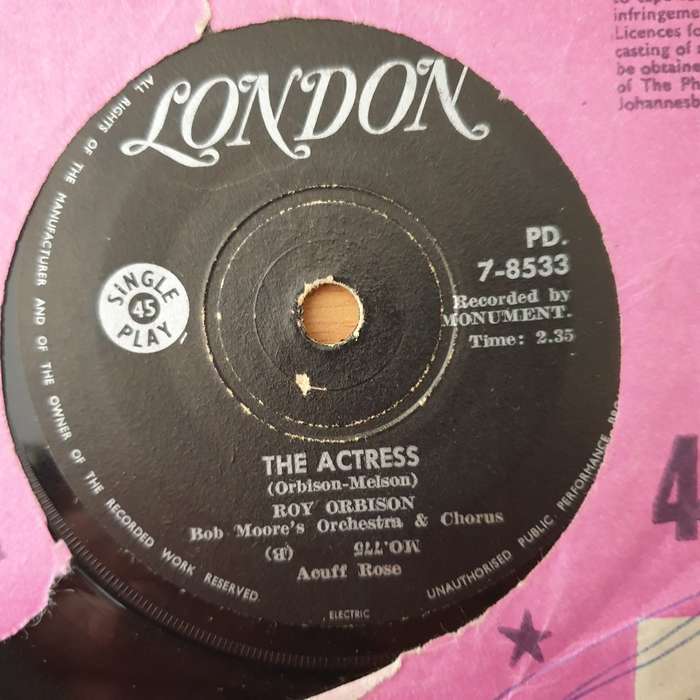 LONDON
ALL RIGHTS OF THE MANUFACTURER AND OF THE OWNER OF THE RECORDED WORK RESERVED.
SINGLE
45
PLAY
PD.
7-8533
Recorded by
MONUMENT.
Time: 2.35
THE ACTRESS
(Orbison-Melson)
ROY ORBISON
Bob Moore's Orchestra & Chorus
(B) MO.775
Acuff Rose
ELECTRIC
UNAUTHORISED PUBLIC PERFORMANCE
infringeme
Licences fo
casting of
be obtaine
of The Ph
Johannesb
4